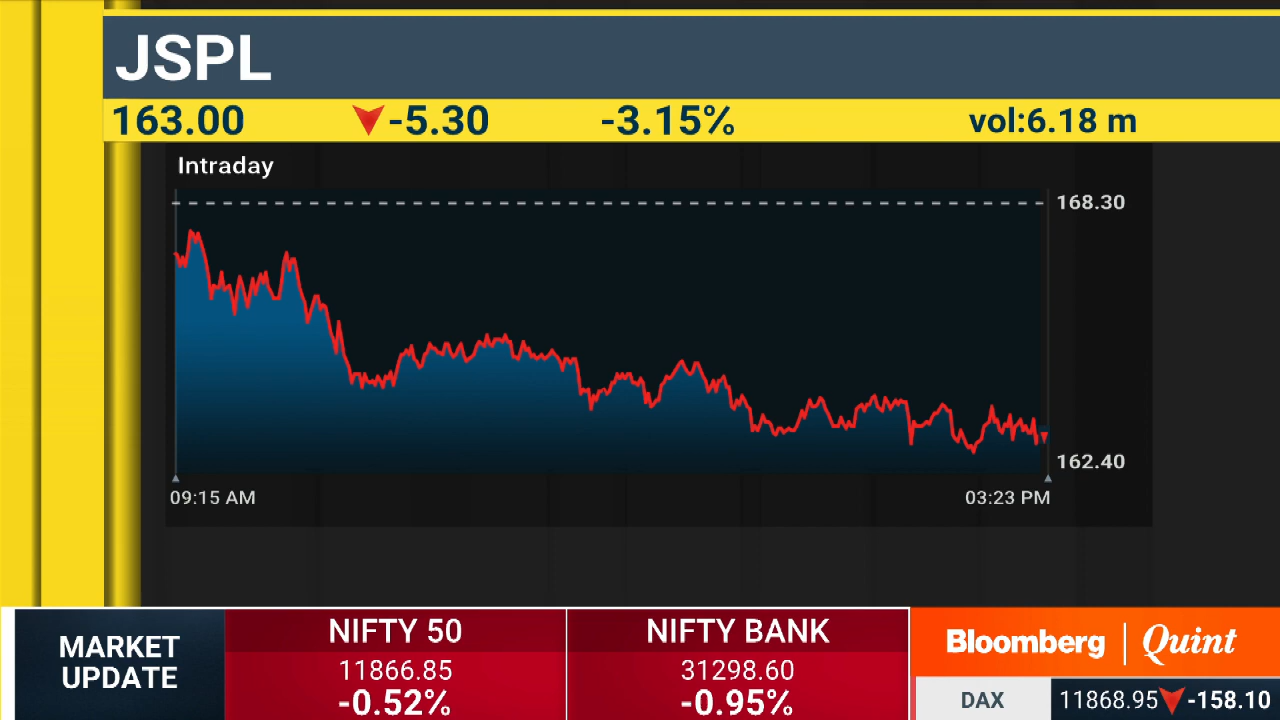 JSPL
163.00 -5.30 -3.15% vol:6.18 m
Intraday
168.30
162.40
09:15 AM 03:23 PM
MARKET
UPDATE
NIFTY 50
11866.85
-0.52%
NIFTY BANK
31298.60
-0.95%
Bloomberg | Quint
DAX 11868.95 -158.10